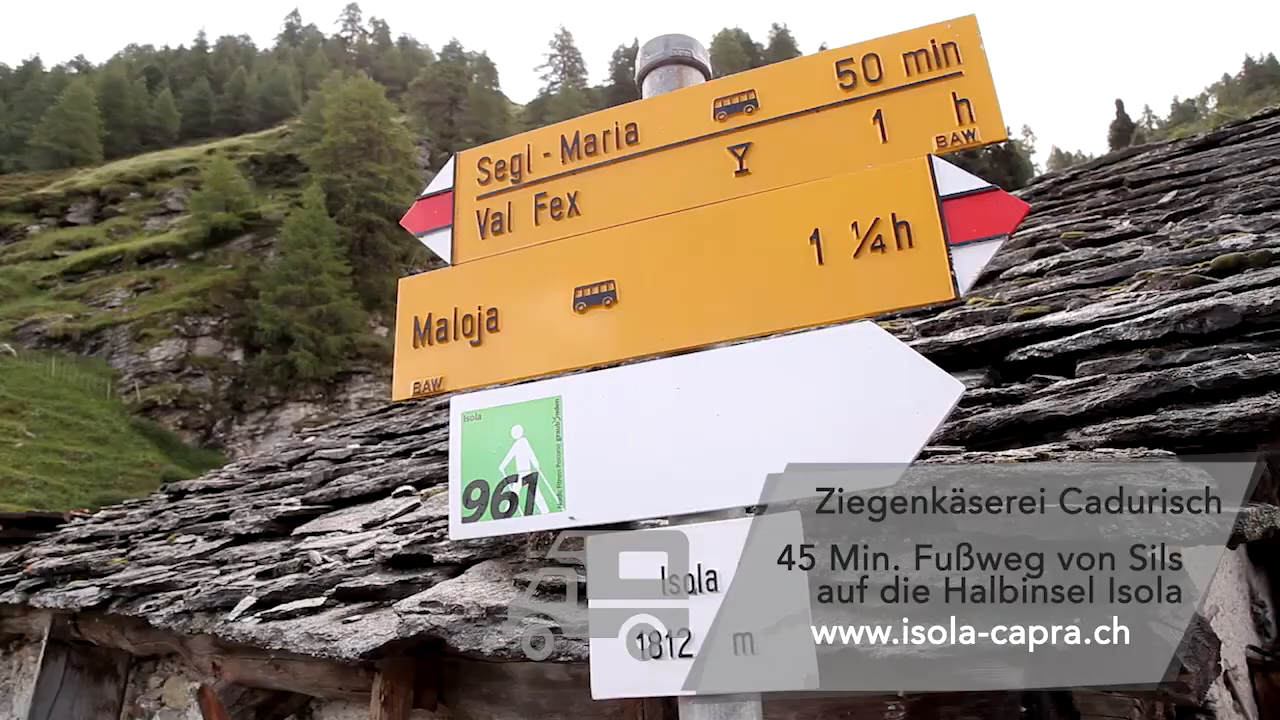 Segl-Maria 50 min
Val Fex 1 h
BAW
Maloja 1 ¼h
BAW
Isola
961
Isola
1812 m
Ziegenkäserei Cadurisch
45 Min. Fußweg von Sils
auf die Halbinsel Isola
www.isola-capra.ch